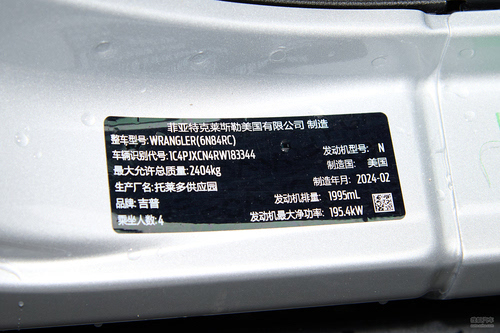 菲亚特克莱斯勒美国有限公司 制造
整车型号: WRANGLER(6N84RC)
发动机型号: N
车辆识别代号: 1C4PJXCN4RW183344
制造国: 美国
最大允许总质量: 2404kg
制造年月: 2024-02
生产厂名: 托莱多供应园
发动机排量: 1995mL
品牌: 吉普
发动机最大净功率: 195.4kW
乘坐人数: 4